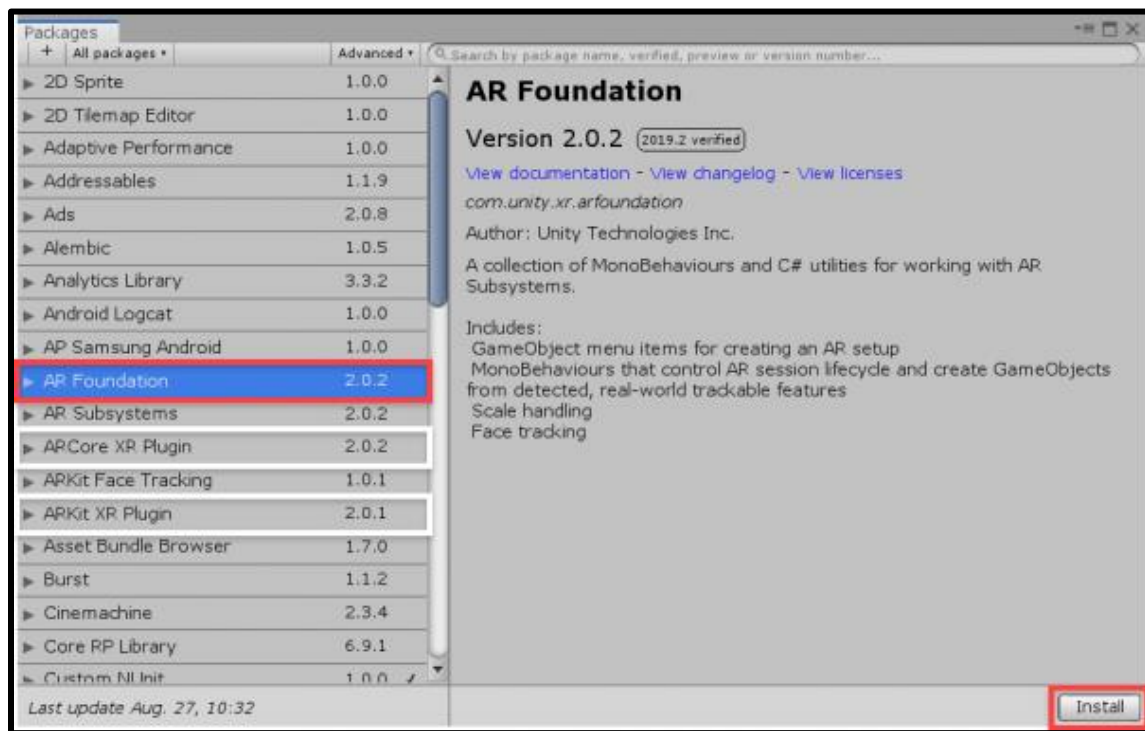 Packages
+ All packages Advanced Search by package name, verified, preview or version number...
2D Sprite 1.0.0
2D Tilemap Editor 1.0.0
Adaptive Performance 1.0.0
Addressables 1.1.9
Ads 2.0.8
Alembic 1.0.5
Analytics Library 3.3.2
Android Logcat 1.0.0
AP Samsung Android 1.0.0
AR Foundation 2.0.2
AR Subsystems 2.0.2
ARCore XR Plugin 2.0.2
ARKit Face Tracking 1.0.1
ARKit XR Plugin 2.0.1
Asset Bundle Browser 1.7.0
Burst 1.1.2
Cinemachine 2.3.4
Core RP Library 6.9.1
Custom NUnit 1.0.0
Last update Aug. 27, 10:32
AR Foundation
Version 2.0.2 2019.2 verified
View documentation - View changelog - View licenses
com.unity.xr.arfoundation
Author: Unity Technologies Inc.
A collection of MonoBehaviours and C# utilities for working with AR
Subsystems.
Includes:
GameObject menu items for creating an AR setup
MonoBehaviours that control AR session lifecycle and create GameObjects
from detected, real-world trackable features
Scale handling
Face tracking
Install